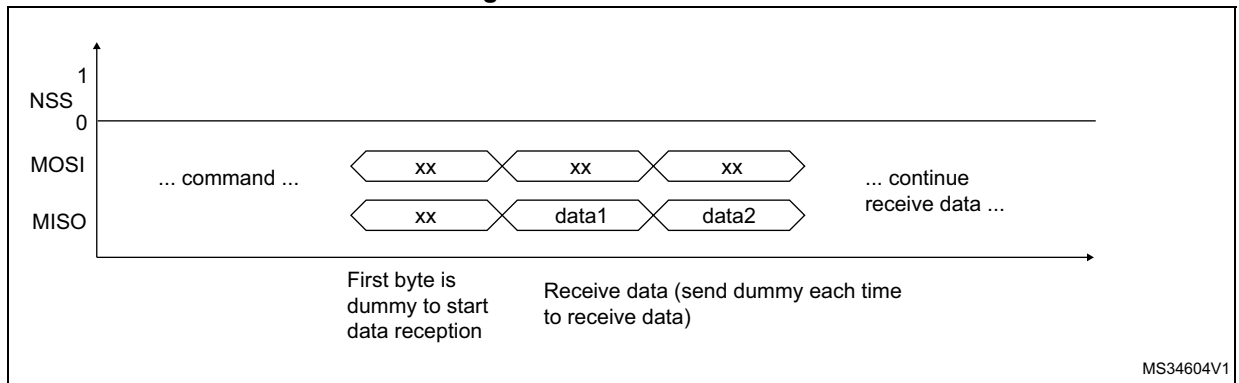 1
NSS
0
MOSI
... command ...
xx
xx
xx
... continue
receive data ...
MISO
xx
data1
data2
First byte is
dummy to start
data reception
Receive data (send dummy each time
to receive data)
MS34604V1